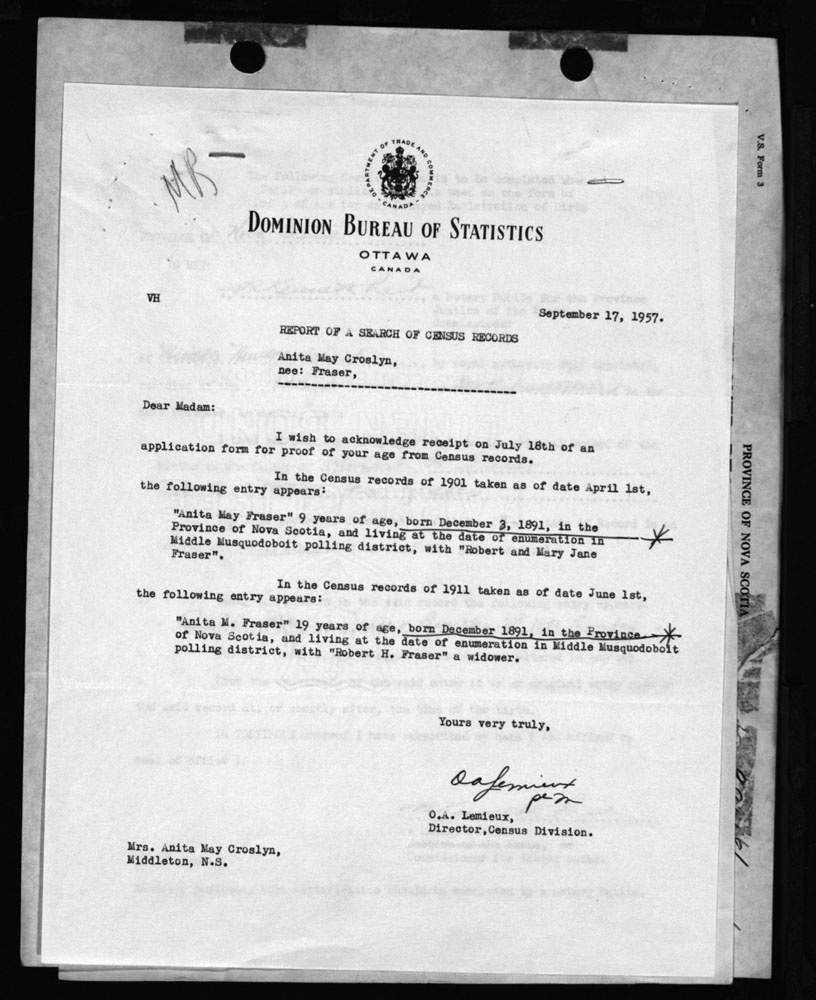 V.S. Form 3
MR
DEPARTMENT OF TRADE AND COMMERCE
CANADA
DOMINION BUREAU OF STATISTICS
OTTAWA
CANADA
VH
September 17, 1957.
REPORT OF A SEARCH OF CENSUS RECORDS
Anita May Croslyn,
nee: Fraser,
Dear Madam:
I wish to acknowledge receipt on July 18th of an
application form for proof of your age from Census records.
In the Census records of 1901 taken as of date April 1st,
the following entry appears:
"Anita May Fraser" 9 years of age, born December 3, 1891, in the
Province of Nova Scotia, and living at the date of enumeration in
Middle Musquodoboit polling district, with "Robert and Mary Jane
Fraser".
In the Census records of 1911 taken as of date June 1st,
the following entry appears:
"Anita M. Fraser" 19 years of age, born December 1891, in the Province
of Nova Scotia, and living at the date of enumeration in Middle Musquodoboit
polling district, with "Robert H. Fraser" a widower.
Yours very truly,
O A Lemieux
O.A. Lemieux,
Director,Census Division.
Mrs. Anita May Croslyn,
Middleton, N.S.
PROVINCE OF NOVA SCOTIA